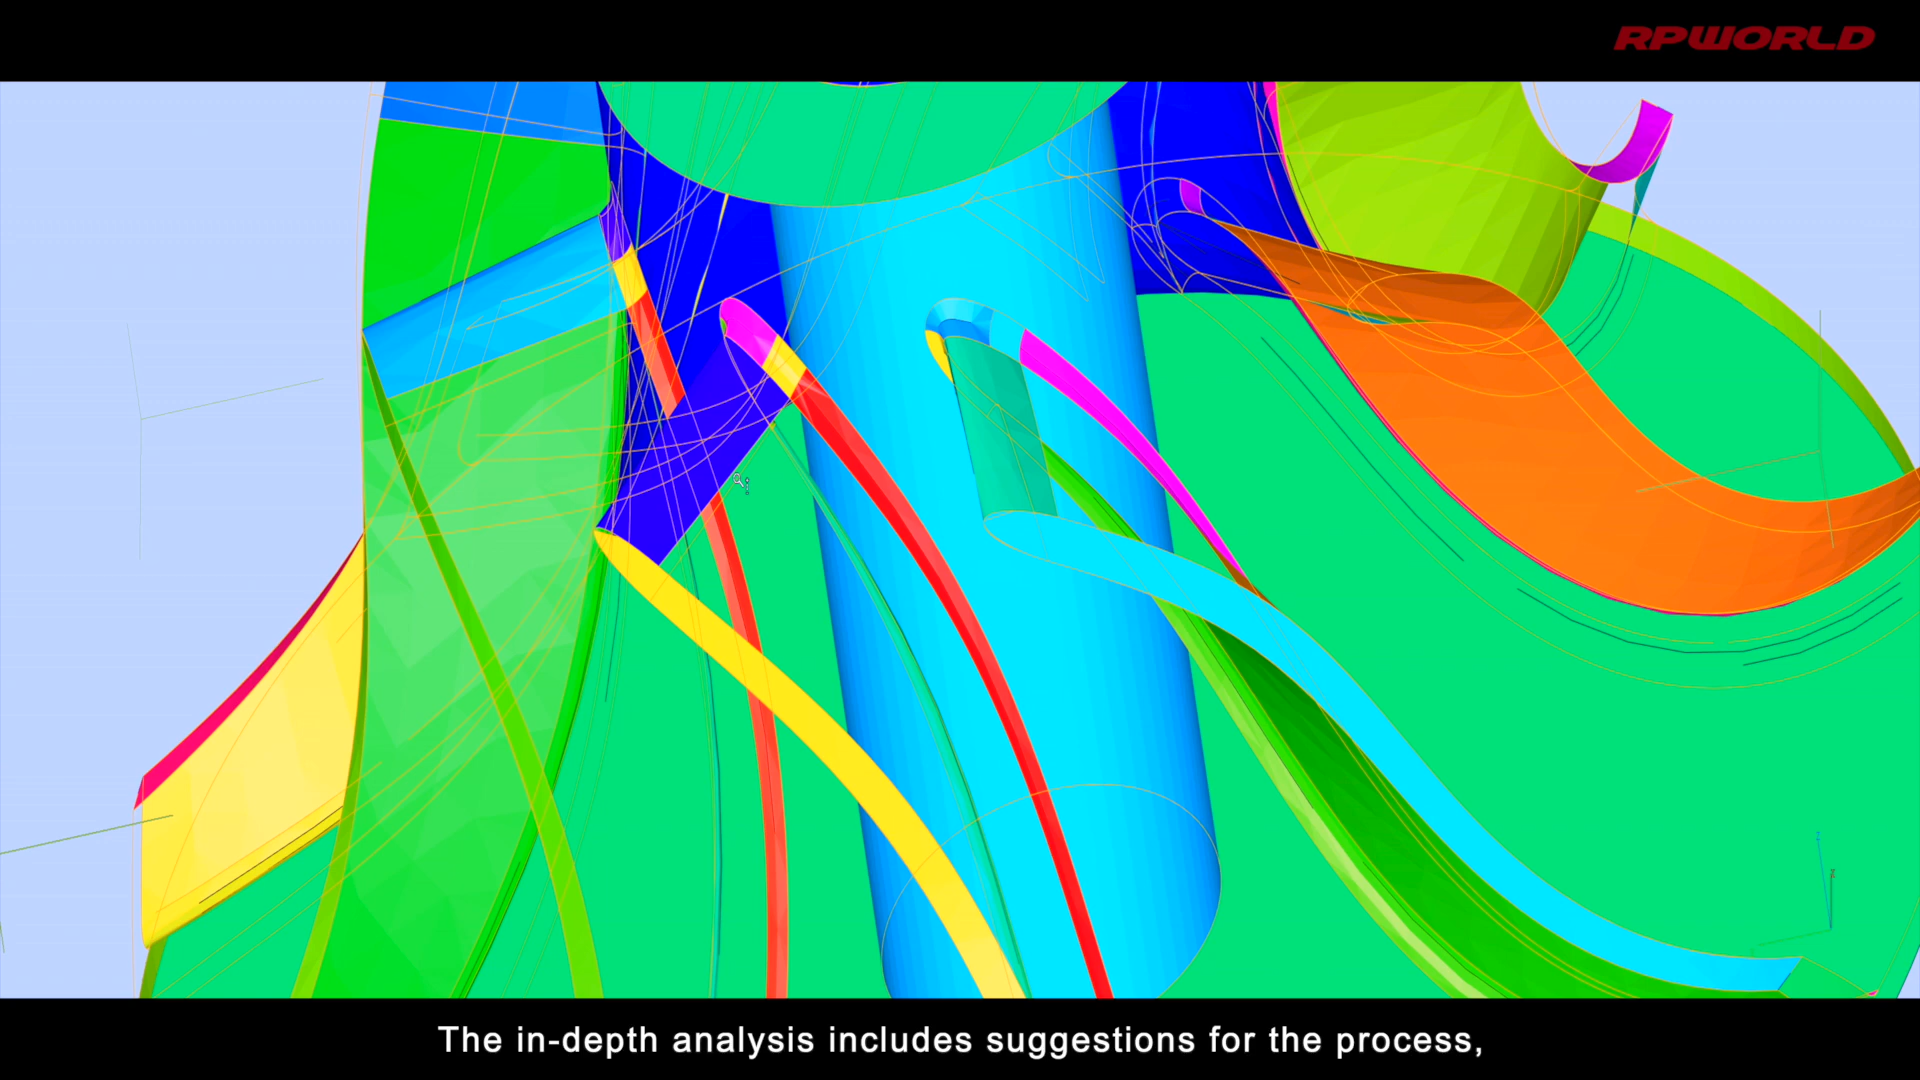 RPWORLD
The in-depth analysis includes suggestions for the process,